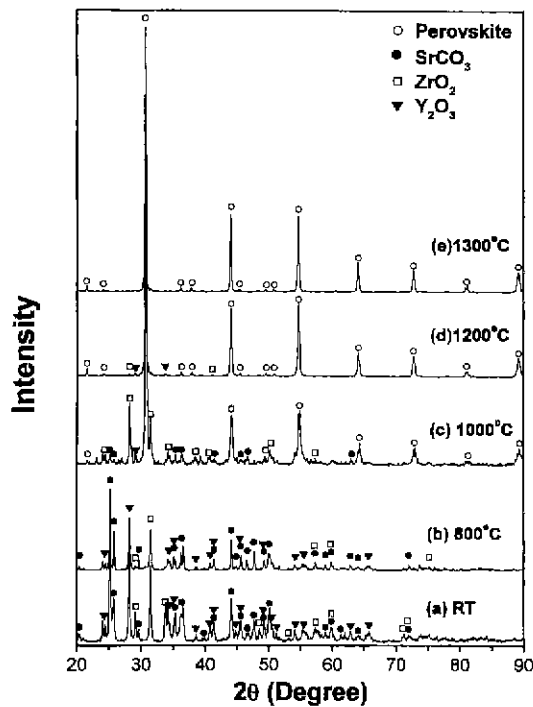 Perovskite
SrCO₃
ZrO₂
Y₂O₃
(e)1300°C
(d)1200°C
(c) 1000°C
(b) 800°C
(a) RT
Intensity
20 30 40 50 60 70 80 90
2θ (Degree)